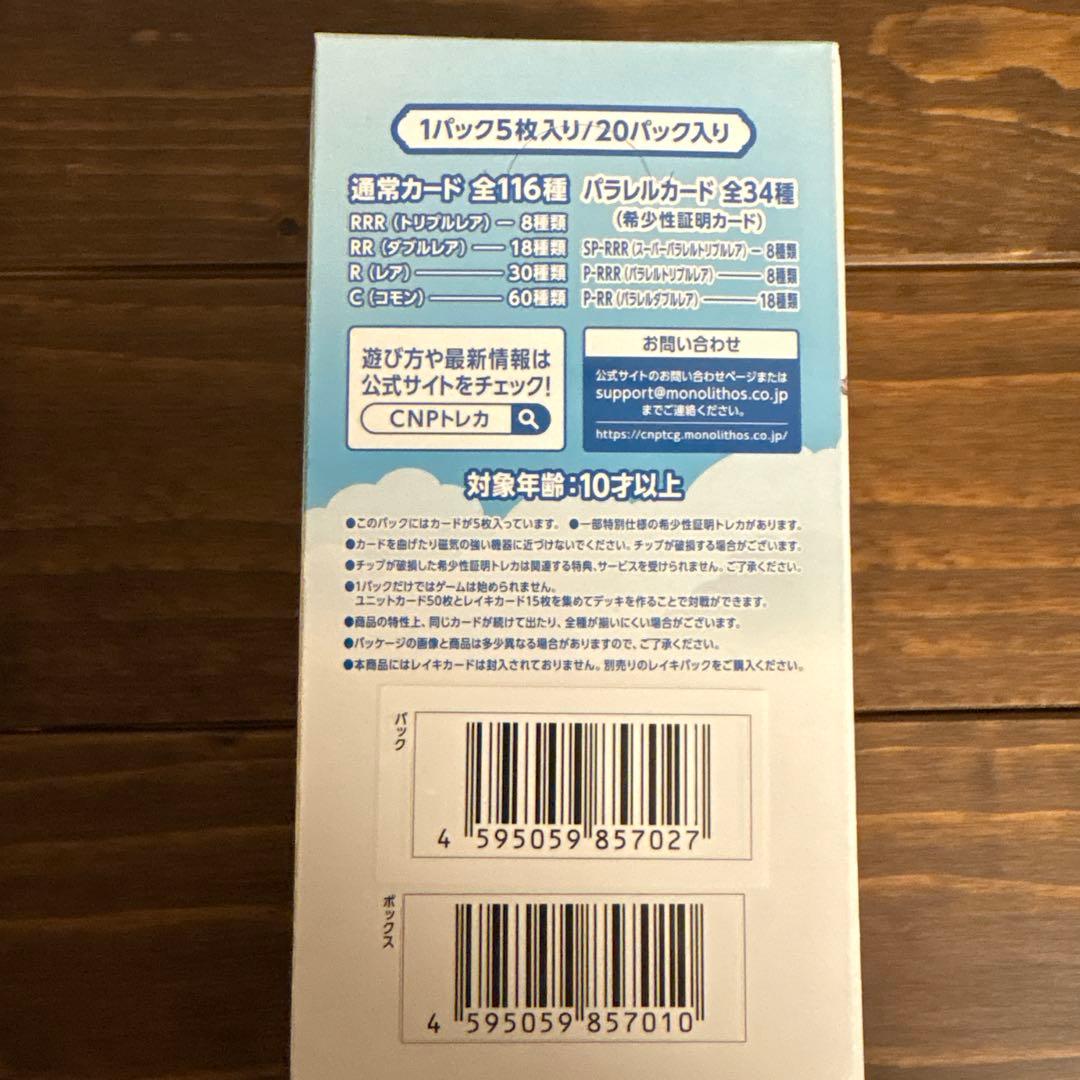 1パック5枚入り/20パック入り
通常カード 全116種
RRR（トリプルレア）― 8種類
RR（ダブルレア）― 18種類
R（レア）― 30種類
C（コモン）― 60種類
パラレルカード 全34種
（希少性証明カード）
SP-RRR（スーパーパラレルトリプルレア）― 8種類
P-RRR（パラレルトリプルレア）― 8種類
P-RR（パラレルダブルレア）― 18種類
遊び方や最新情報は
公式サイトをチェック!
CNPトレカ
お問い合わせ
公式サイトのお問い合わせページまたは
support@monolithos.co.jp
までご連絡ください。
https://cnptcg.monolithos.co.jp/
対象年齢:10才以上
●このパックにはカードが5枚入っています。 ●一部特別仕様の希少性証明トレカがあります。
●カードを曲げたり磁気の強い機器に近づけないでください。チップが破損する場合がございます。
●チップが破損した希少性証明トレカは関連する特典、サービスを受けられません。ご了承ください。
●1パックだけではゲームは始められません。
ユニットカード50枚とレイキカード15枚を集めてデッキを作ることで対戦ができます。
●商品の特性上、同じカードが続けて出たり、全種が揃いにくい場合がございます。
●パッケージの画像と商品は多少異なる場合がありますので、ご了承ください。
●本商品にはレイキカードは封入されておりません。別売りのレイキパックをご購入ください。
パック
4 595059 857027
ボックス
4 595059 857010